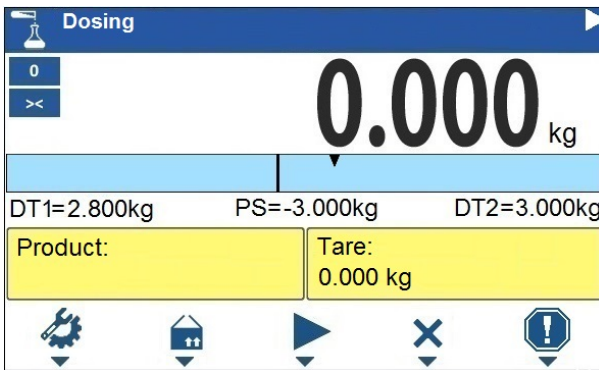 Dosing
0
><
0.000 kg
DT1=2.800kg PS=-3.000kg DT2=3.000kg
Product:
Tare:
0.000 kg